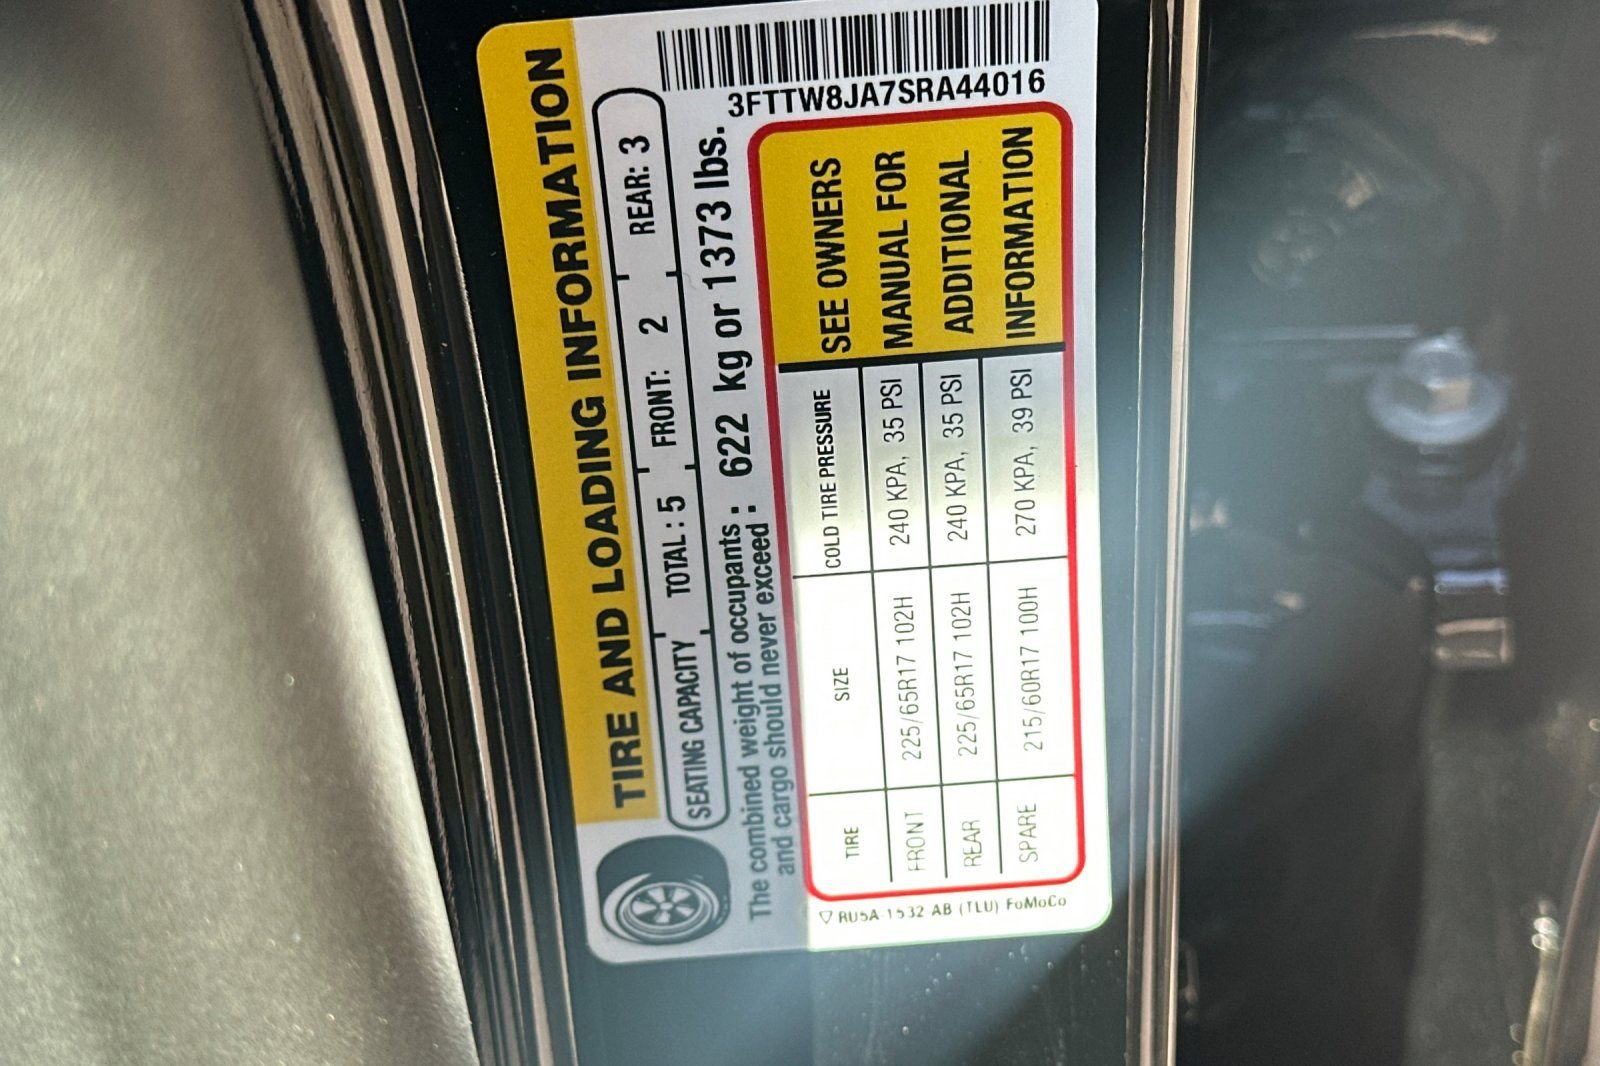 TIRE AND LOADING INFORMATION
SEATING CAPACITY TOTAL : 5 FRONT: 2 REAR: 3
The combined weight of occupants :
and cargo should never exceed :
622 kg or 1373 lbs.
3FTTW8JA7SRA44016
TIRE SIZE COLD TIRE PRESSURE
FRONT 225/65R17 102H 240 KPA, 35 PSI
REAR 225/65R17 102H 240 KPA, 35 PSI
SPARE 215/60R17 100H 270 KPA, 39 PSI
SEE OWNERS
MANUAL FOR
ADDITIONAL
INFORMATION
RU5A-1532 AB (TLU) FoMoCo